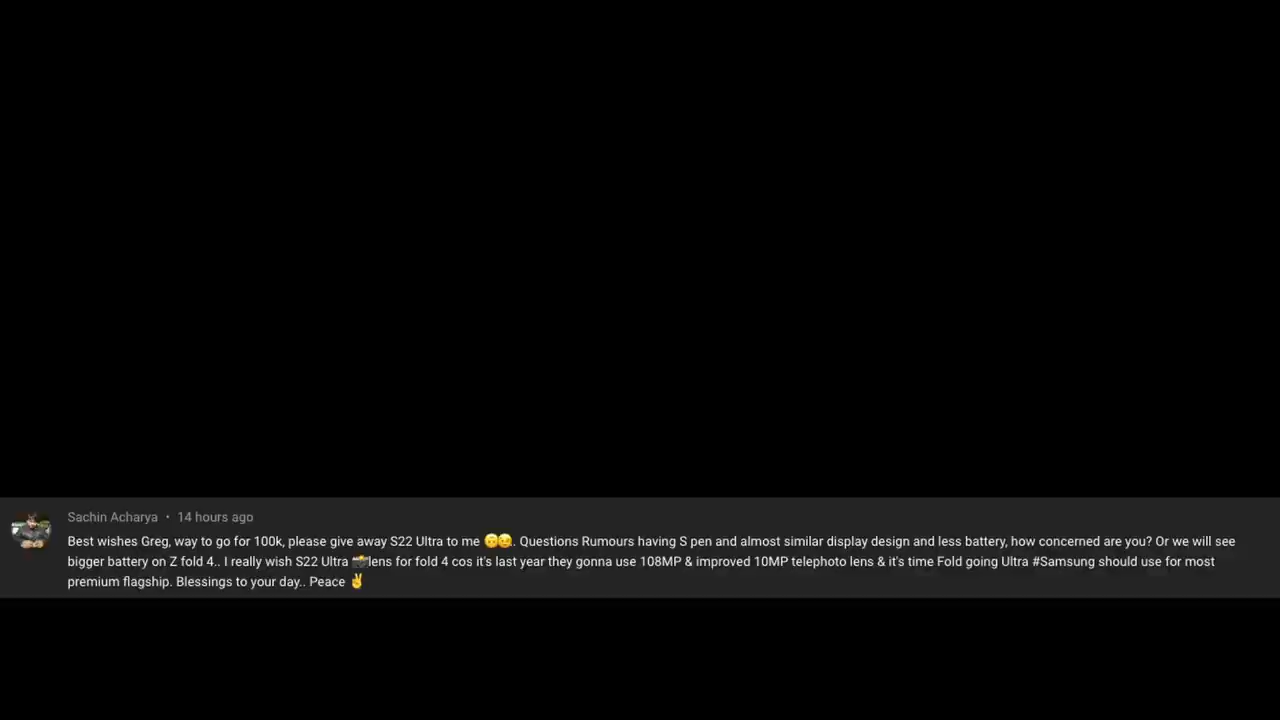 Sachin Acharya • 14 hours ago
Best wishes Greg, way to go for 100k, please give away S22 Ultra to me 🙃😉. Questions Rumours having S pen and almost similar display design and less battery, how concerned are you? Or we will see
bigger battery on Z fold 4.. I really wish S22 Ultra 📸lens for fold 4 cos it's last year they gonna use 108MP & improved 10MP telephoto lens & it's time Fold going Ultra #Samsung should use for most
premium flagship. Blessings to your day.. Peace ✌